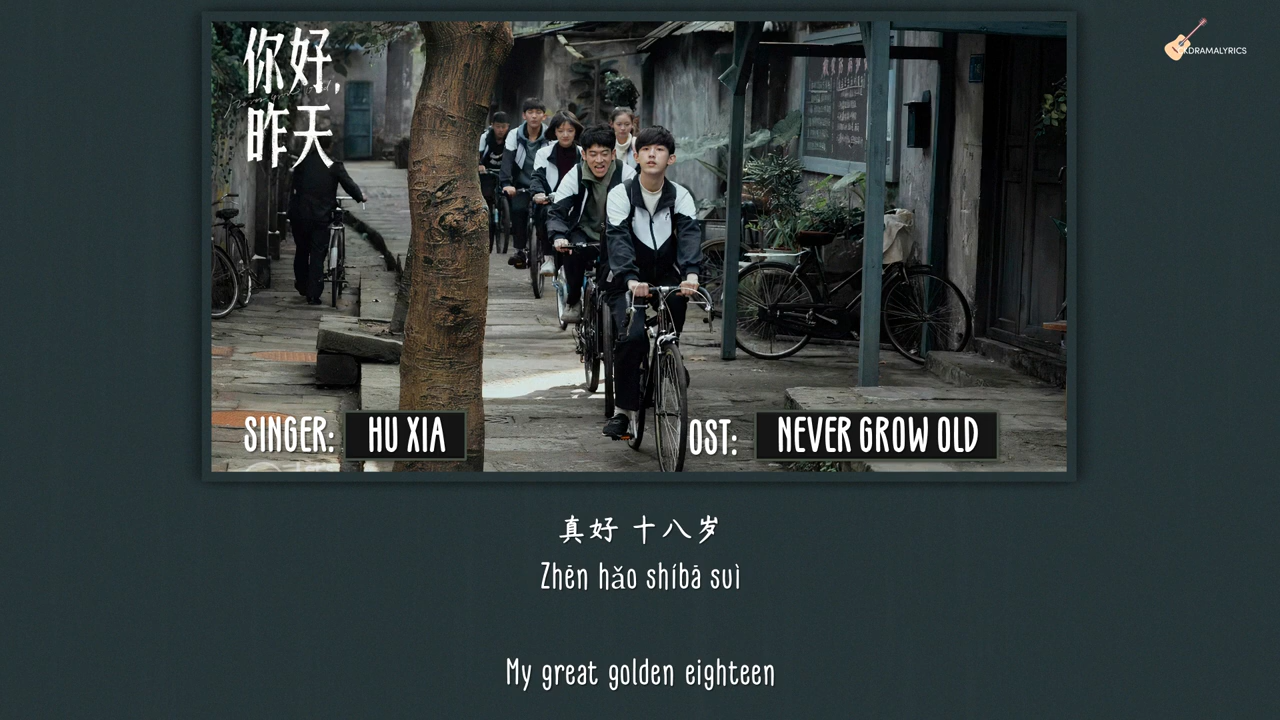 你好,
昨天
KDRAMALYRICS
SINGER: HU XIA
OST: NEVER GROW OLD
真好 十八岁
Zhēn hǎo shíbā suì
My great golden eighteen